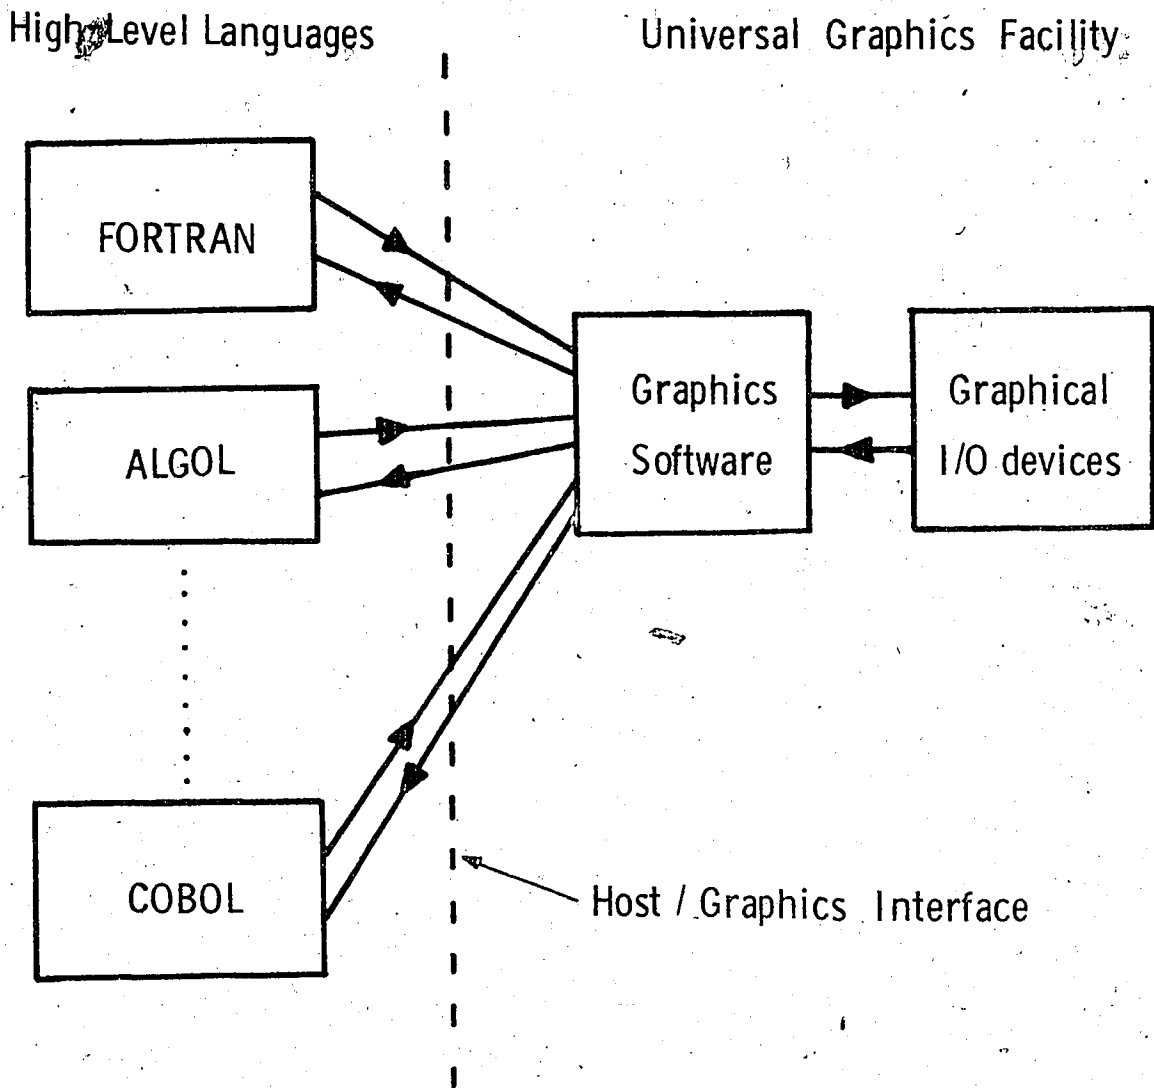 High Level Languages
Universal Graphics Facility
FORTRAN
ALGOL
COBOL
Graphics
Software
Graphical
I/O devices
Host / Graphics Interface